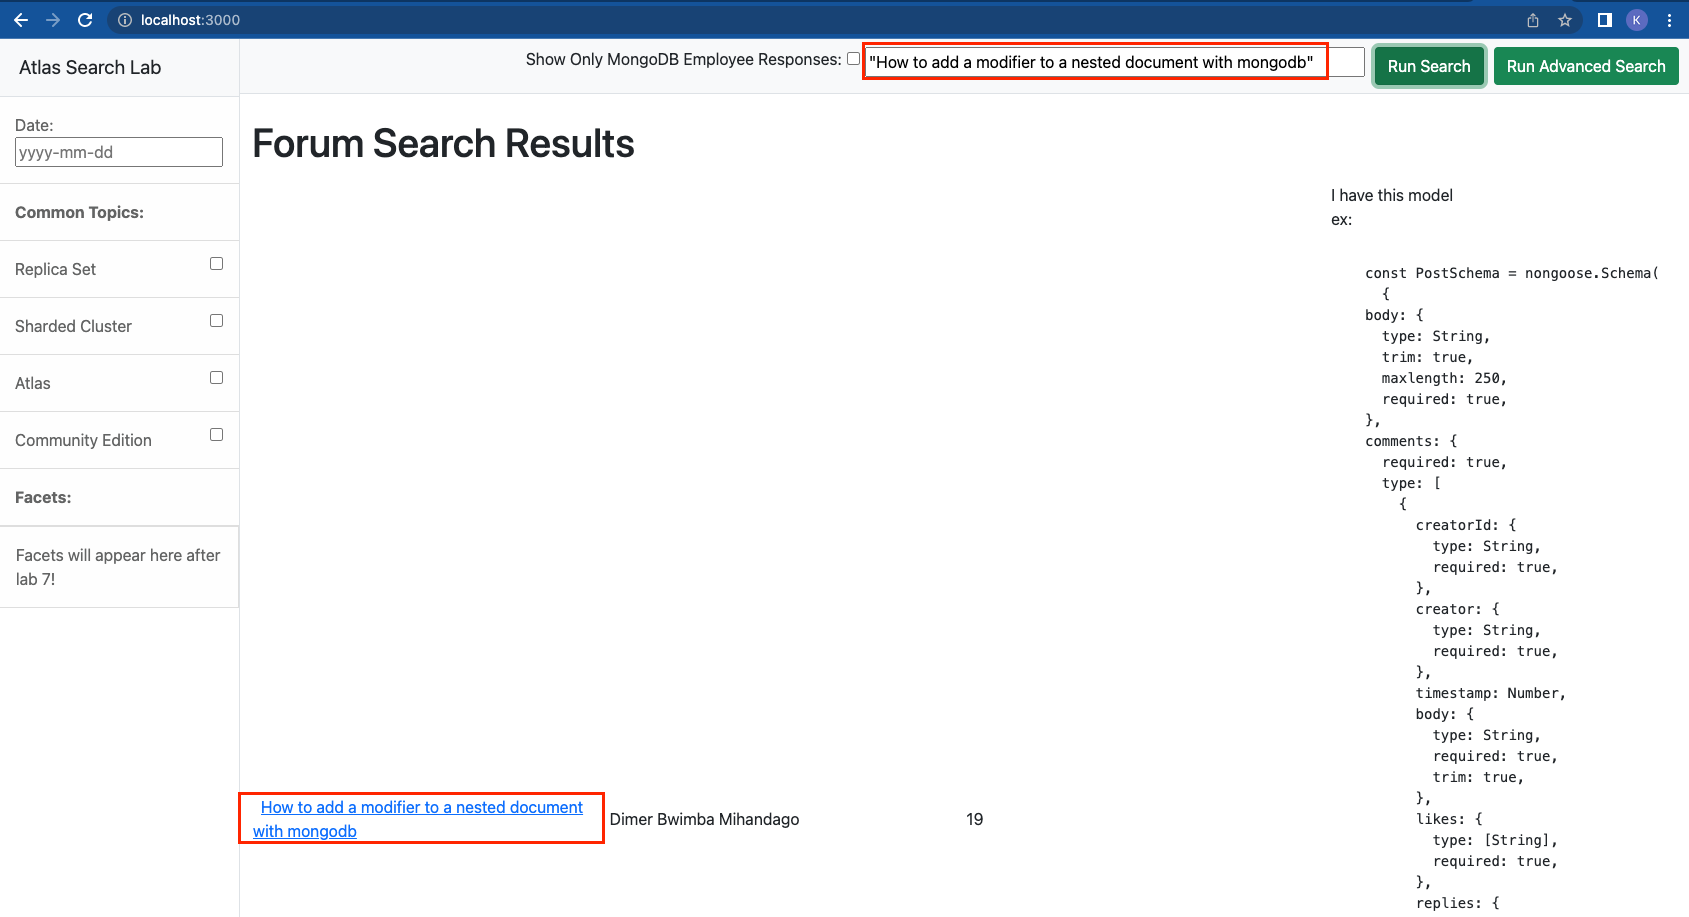 localhost:3000
K
Atlas Search Lab
Show Only MongoDB Employee Responses:
"How to add a modifier to a nested document with mongodb"
Run Search
Run Advanced Search
Date:
yyyy-mm-dd
Common Topics:
Replica Set
Sharded Cluster
Atlas
Community Edition
Facets:
Facets will appear here after
lab 7!
Forum Search Results
How to add a modifier to a nested document
with mongodb
Dimer Bwimba Mihandago
19
I have this model
ex:
const PostSchema = nongoose.Schema(
{
body: {
type: String,
trim: true,
maxlength: 250,
required: true,
},
comments: {
required: true,
type: [
{
creatorId: {
type: String,
required: true,
},
creator: {
type: String,
required: true,
},
timestamp: Number,
body: {
type: String,
required: true,
trim: true,
},
likes: {
type: [String],
required: true,
},
replies: {